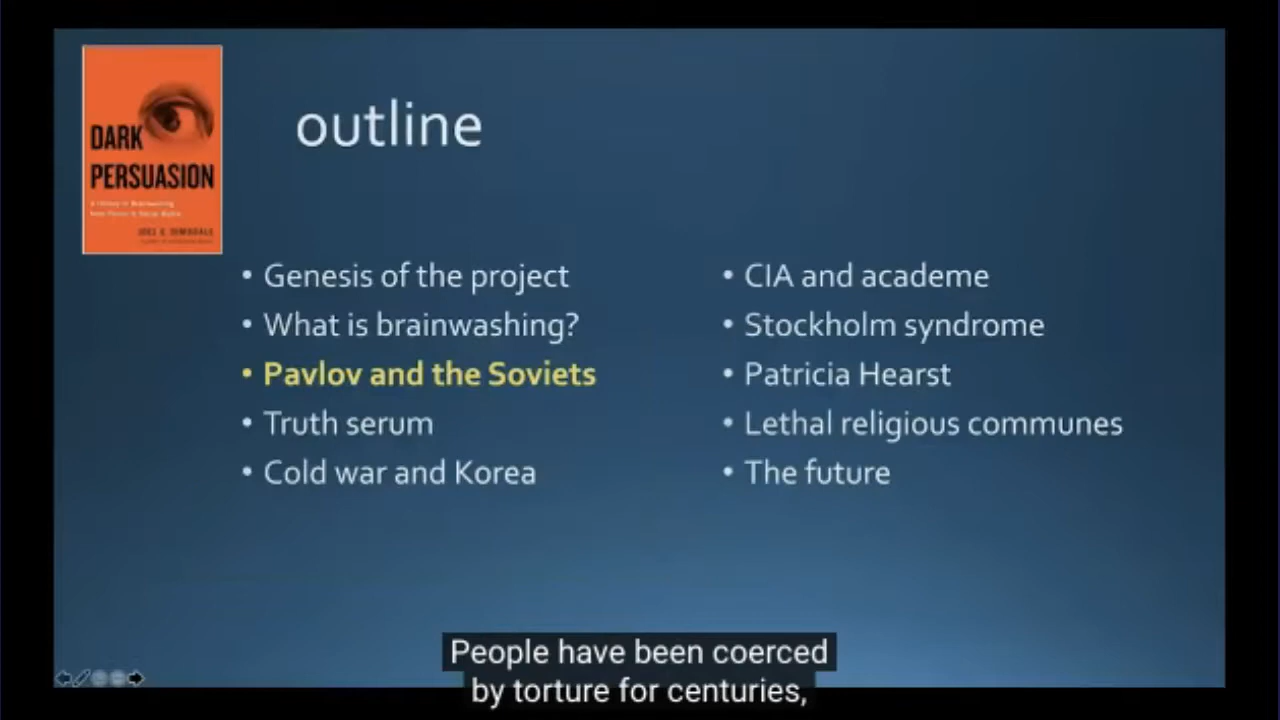 DARK
PERSUASION
outline
• Genesis of the project
• What is brainwashing?
• Pavlov and the Soviets
• Truth serum
• Cold war and Korea
• CIA and academe
• Stockholm syndrome
• Patricia Hearst
• Lethal religious communes
• The future
People have been coerced
by torture for centuries,